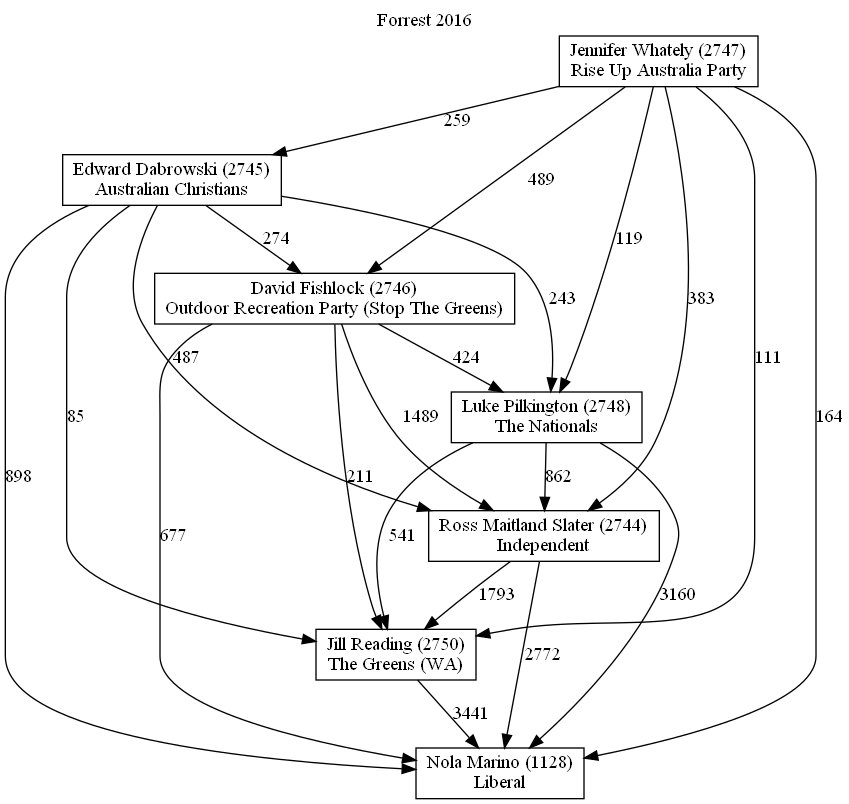 Forrest 2016
Jennifer Whately (2747)
Rise Up Australia Party
259
Edward Dabrowski (2745)
Australian Christians
489
274
119
David Fishlock (2746)
Outdoor Recreation Party (Stop The Greens)
243
383
487
424
111
Luke Pilkington (2748)
The Nationals
85
1489
164
898
211
862
Ross Maitland Slater (2744)
Independent
677
541
1793
3160
Jill Reading (2750)
The Greens (WA)
2772
3441
Nola Marino (1128)
Liberal